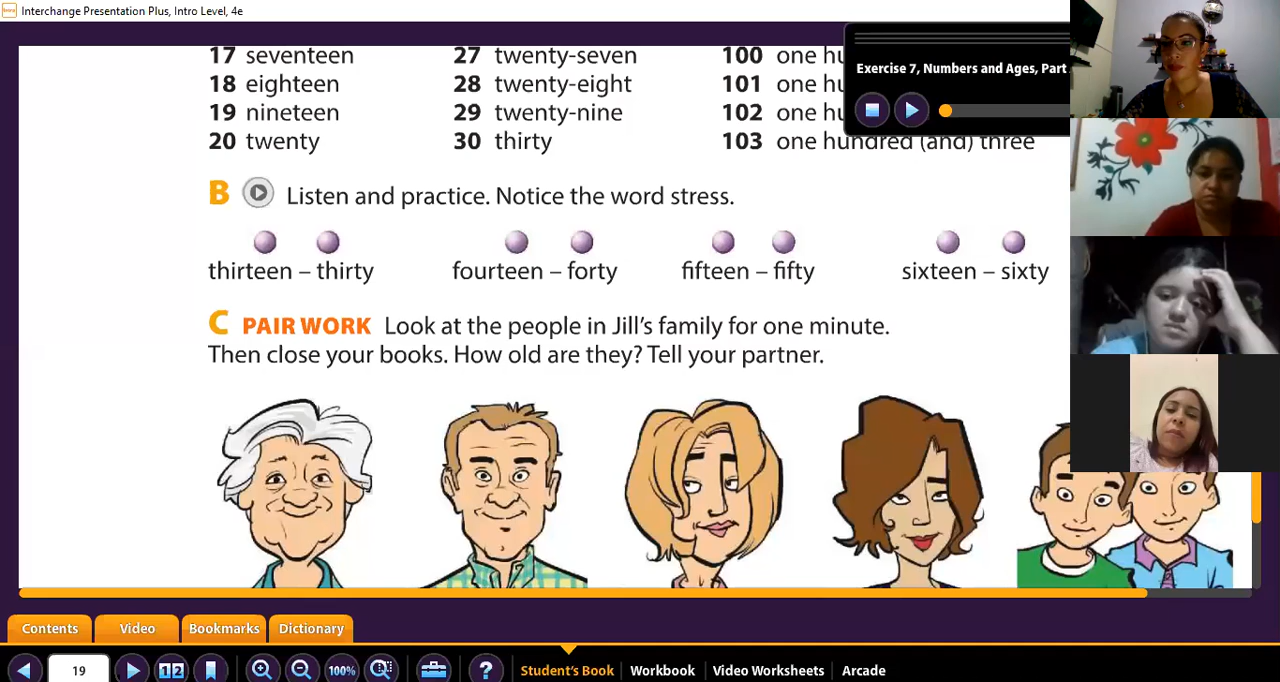 Interchange Presentation Plus, Intro Level, 4e
17 seventeen 27 twenty-seven 100 one
18 eighteen 28 twenty-eight 101 one
19 nineteen 29 twenty-nine 102 one
20 twenty 30 thirty 103 one hundred (and) three
Exercise 7, Numbers and Ages, Part
B Listen and practice. Notice the word stress.
thirteen – thirty fourteen – forty fifteen – fifty sixteen – sixty
C PAIR WORK Look at the people in Jill's family for one minute.
Then close your books. How old are they? Tell your partner.
Contents Video Bookmarks Dictionary
19 1 2 100% ? Student's Book Workbook Video Worksheets Arcade